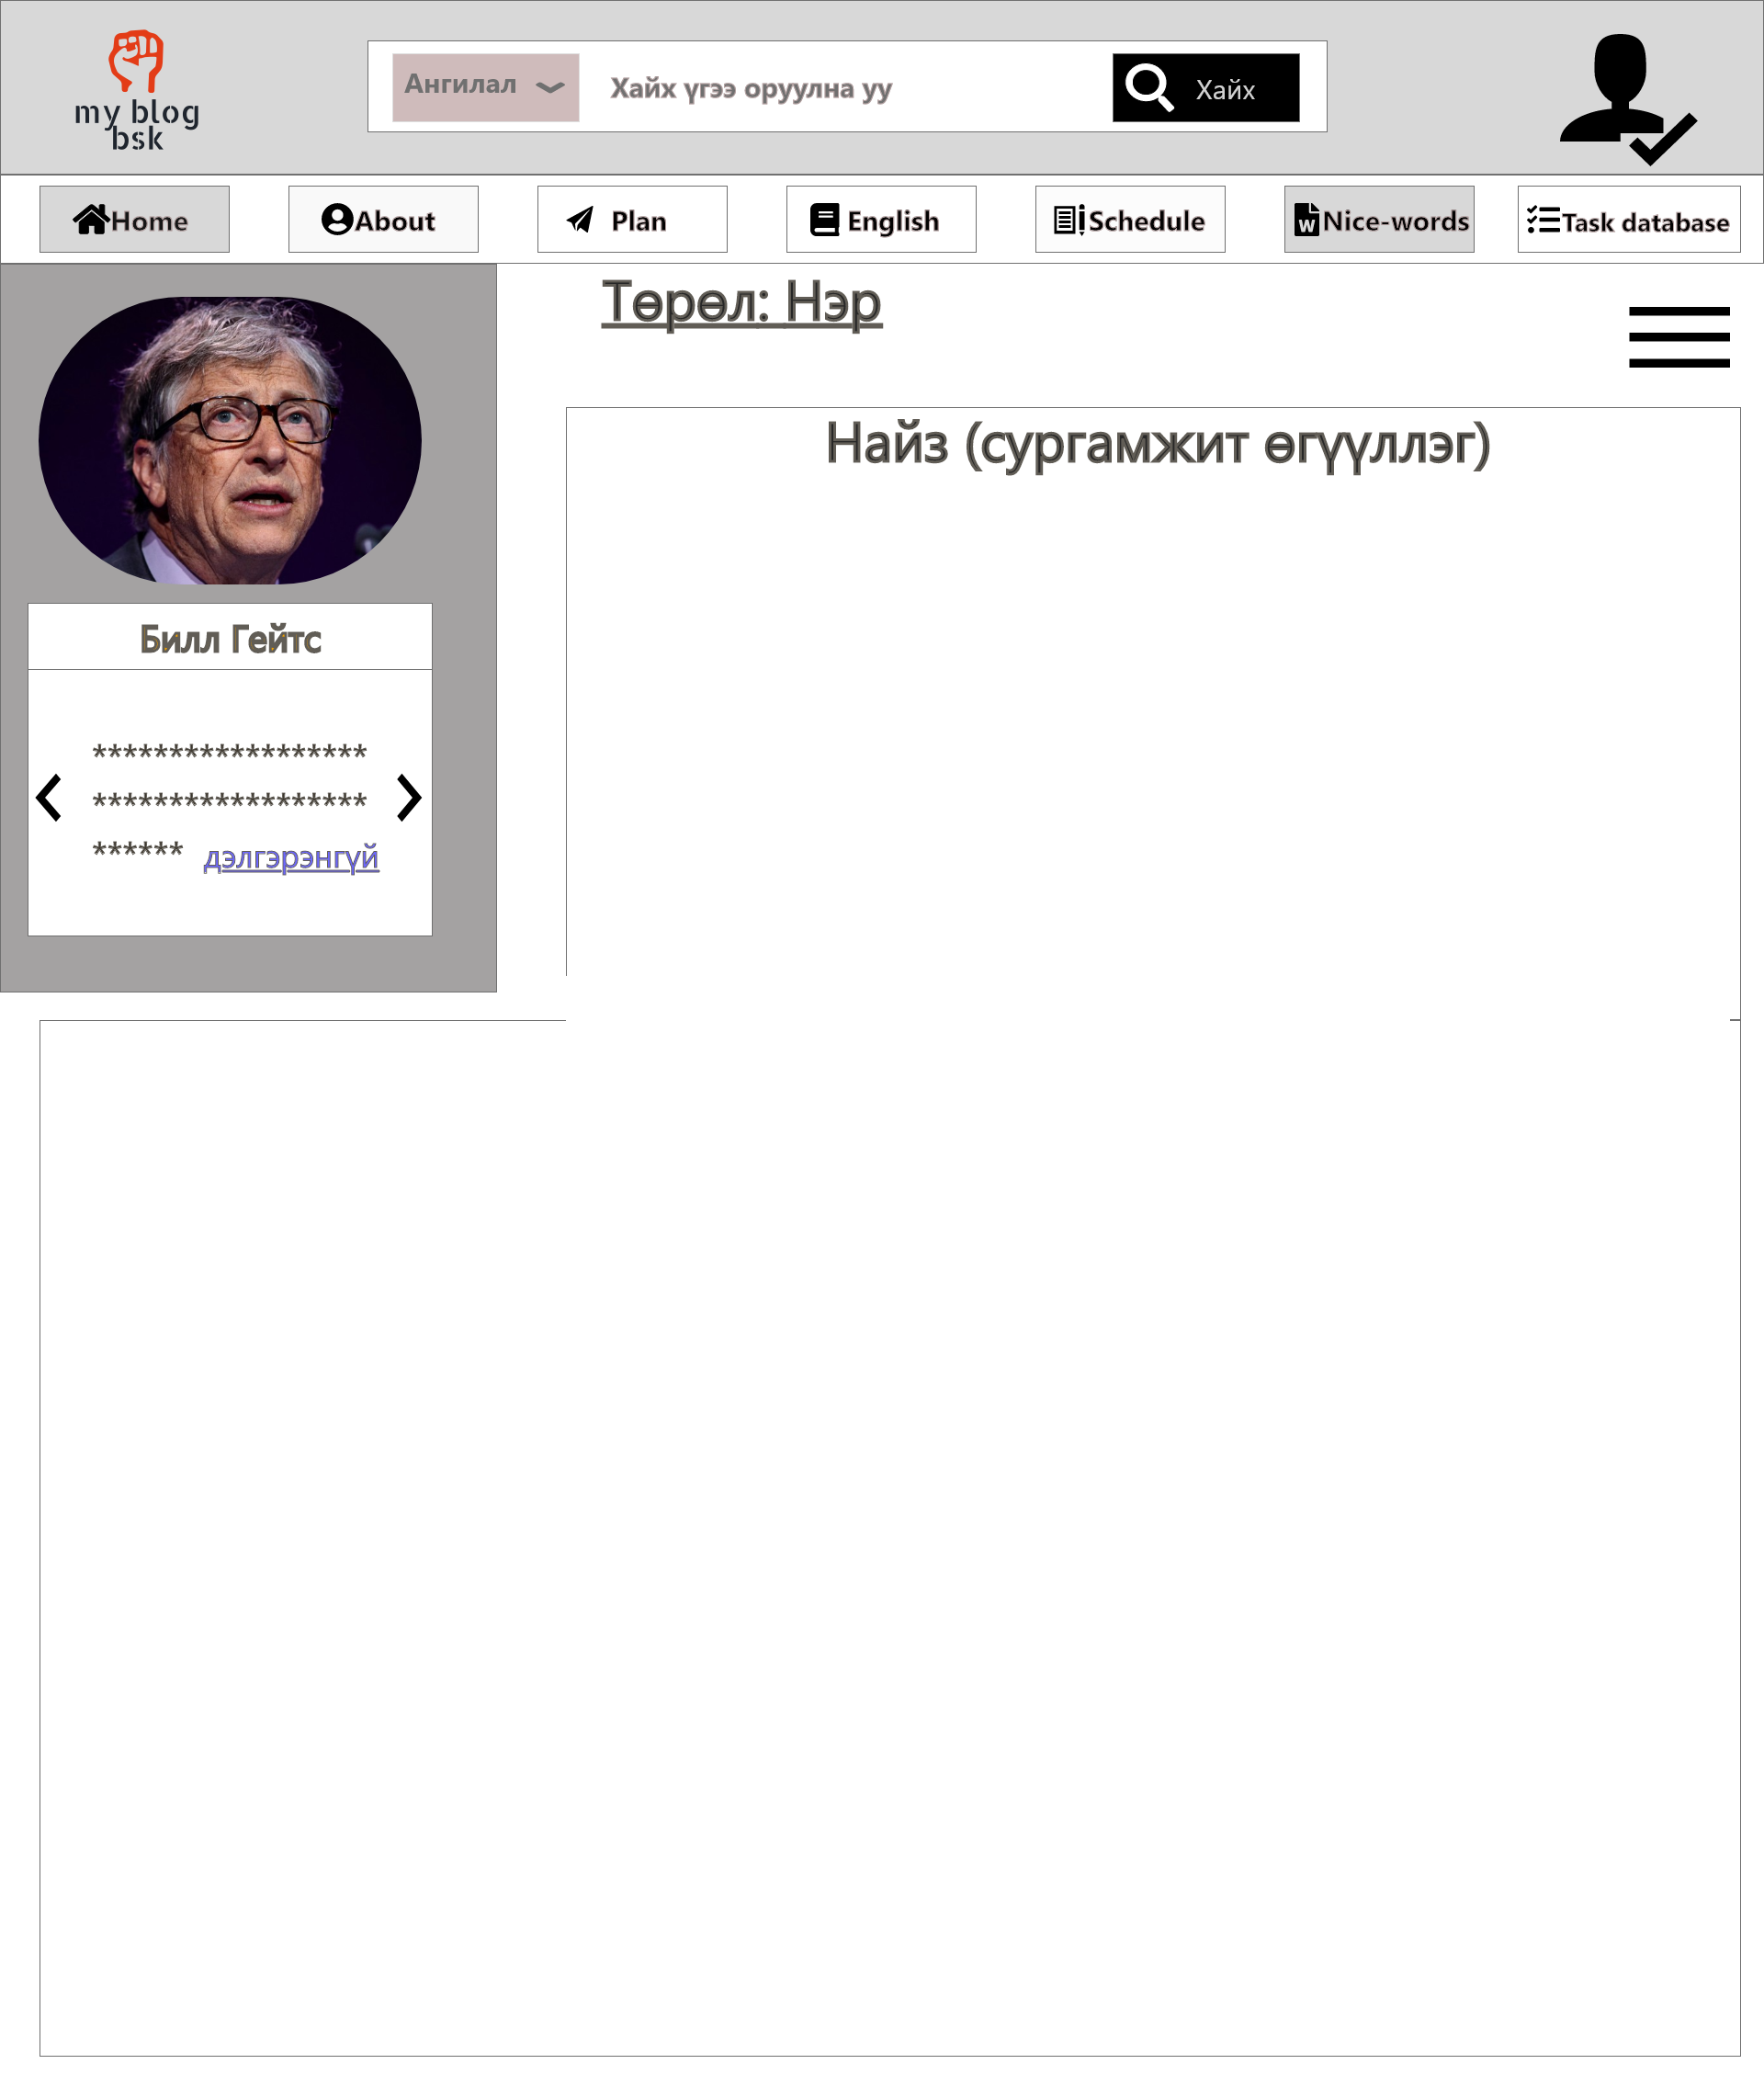 my blog
bsk
Ангилал
Хайх үгээ оруулна уу
Хайх
Home
About
Plan
English
Schedule
Nice-words
Task database
Төрөл: Нэр
Найз (сургамжит өгүүллэг)
Билл Гейтс
******************
******************
****** дэлгэрэнгүй